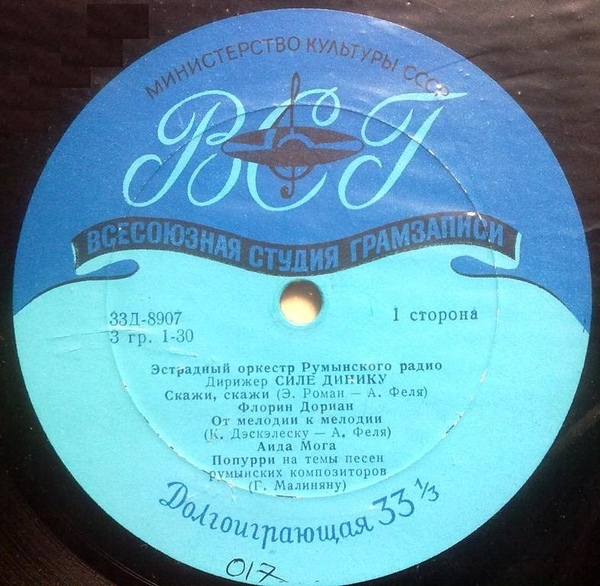 МИНИСТЕРСТВО КУЛЬТУРЫ СССР
ВСГ
ВСЕСОЮЗНАЯ СТУДИЯ ГРАМЗАПИСИ
33Д-8907
3 гр. 1-30
1 сторона
Эстрадный оркестр Румынского радио
Дирижер СИЛЕ ДИНИКУ
Скажи, скажи (Э. Роман — А. Феля)
Флорин Дориан
От мелодии к мелодии
(К. Дэскэлеску — А. Феля)
Аида Мога
Попурри на темы песен
румынских композиторов
(Г. Малиняну)
Долгоиграющая 33 1/3
017